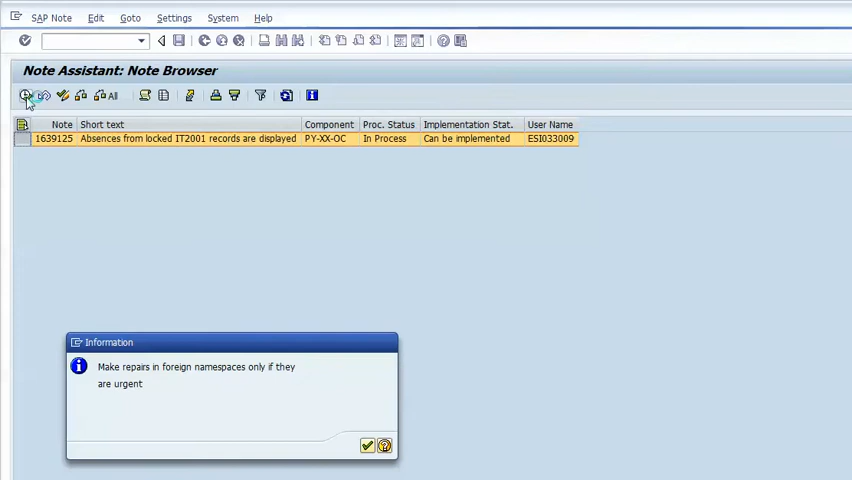 SAP Note Edit Goto Settings System Help
Note Assistant: Note Browser
All
Note Short text Component Proc. Status Implementation Stat. User Name
1639125 Absences from locked IT2001 records are displayed PY-XX-OC In Process Can be implemented ESI033009
Information
Make repairs in foreign namespaces only if they
are urgent